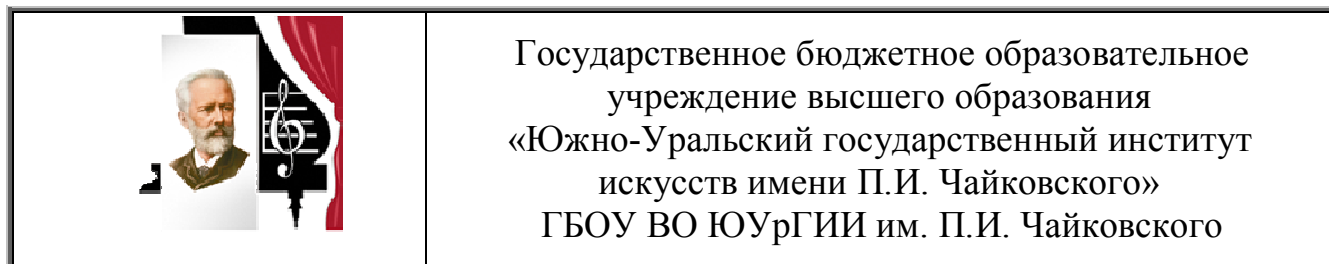 Государственное бюджетное образовательное
учреждение высшего образования
«Южно-Уральский государственный институт
искусств имени П.И. Чайковского»
ГБОУ ВО ЮУрГИИ им. П.И. Чайковского